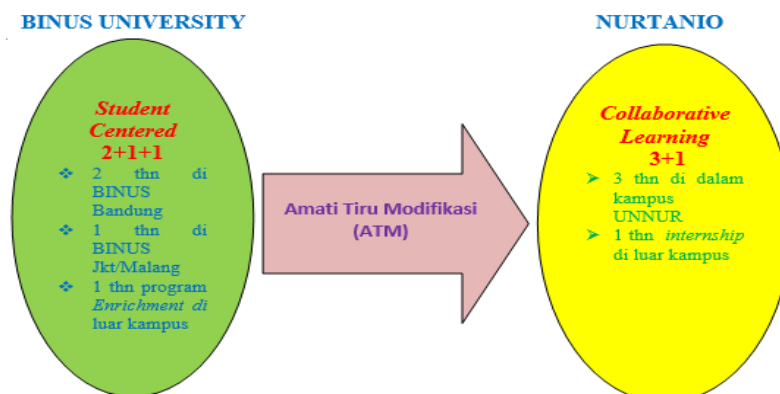 BINUS UNIVERSITY
Student
Centered
2+1+1
❖ 2 thn di
BINUS
Bandung
❖ 1 thn di
BINUS
Jkt/Malang
❖ 1 thn program
Enrichment di
luar kampus
Amati Tiru Modifikasi
(ATM)
NURTANIO
Collaborative
Learning
3+1
➢ 3 thn di dalam
kampus
UNNUR
➢ 1 thn internship
di luar kampus